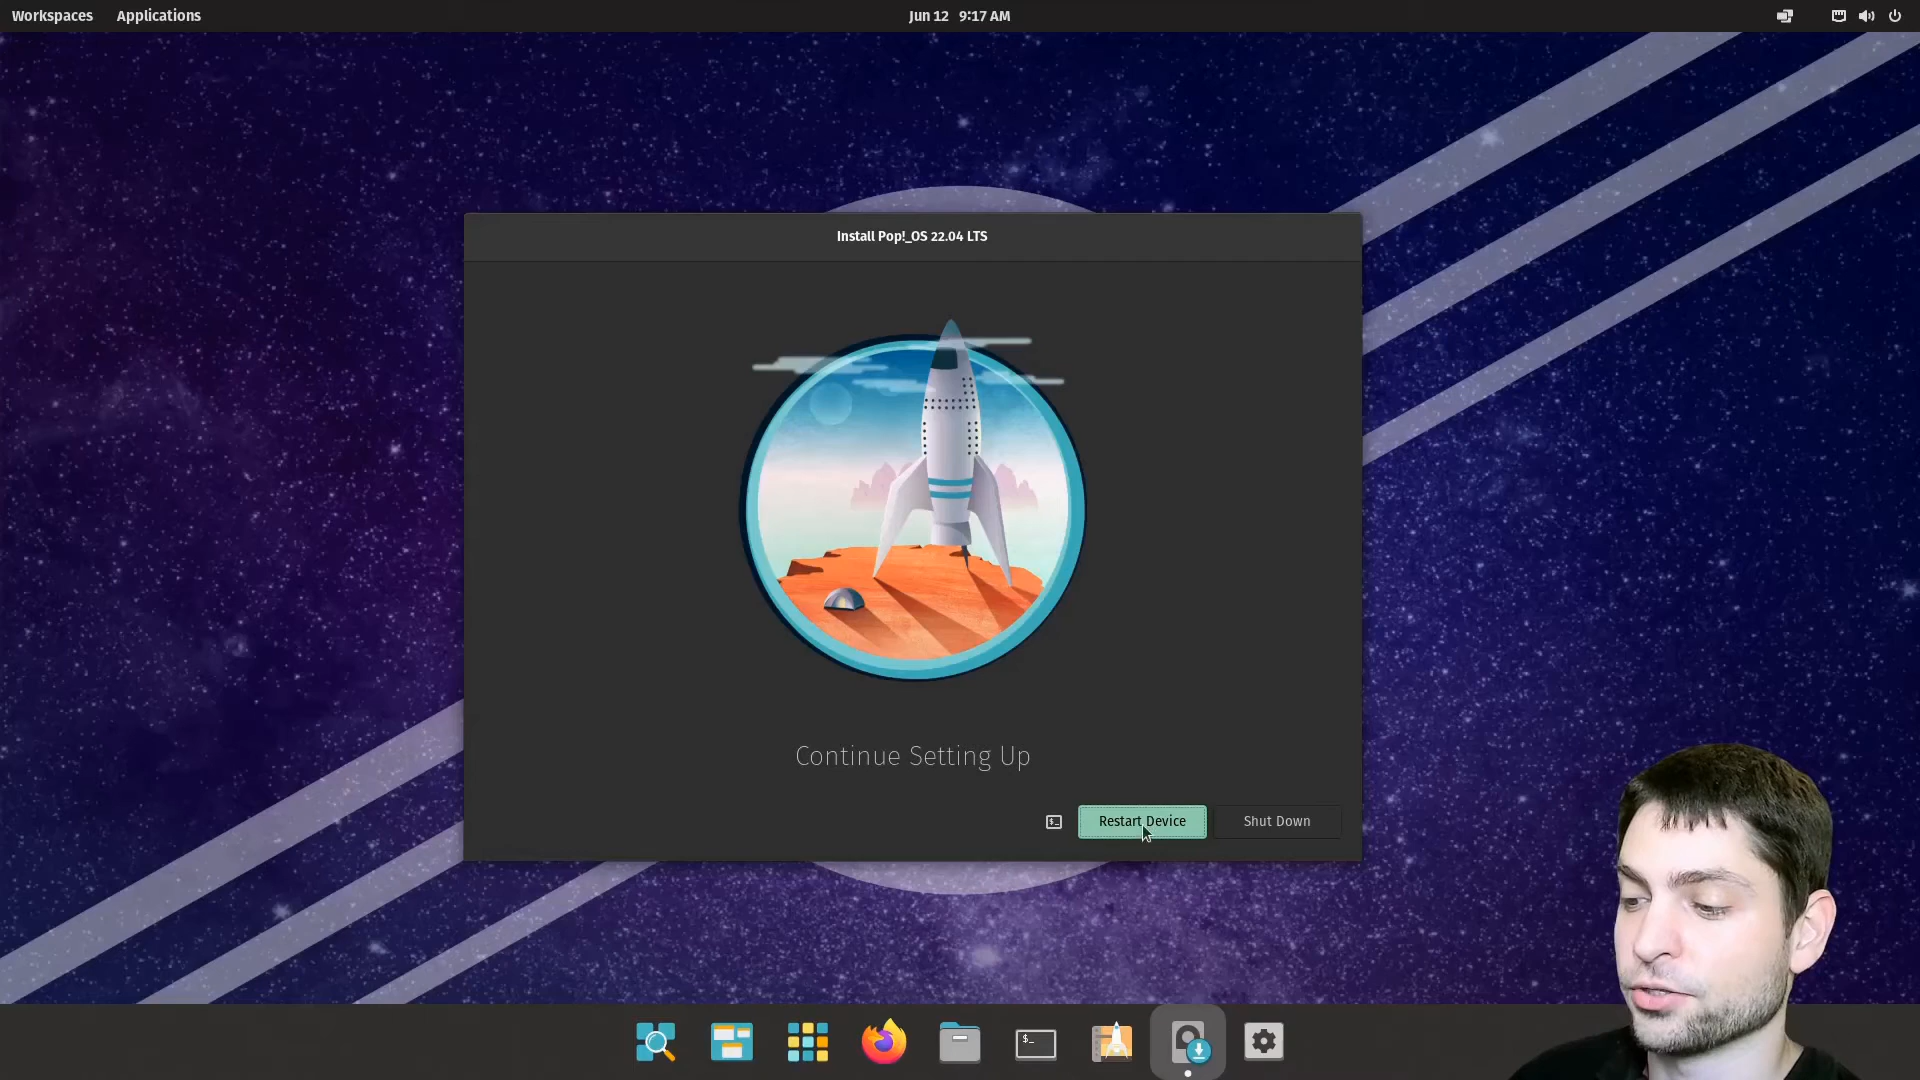 Workspaces Applications Jun 12 9:17 AM
Install Pop!_OS 22.04 LTS
Continue Setting Up
Restart Device Shut Down